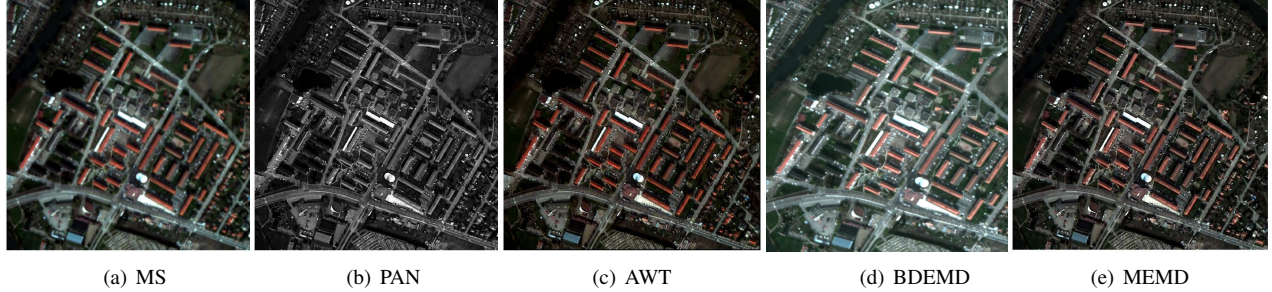 (a) MS
(b) PAN
(c) AWT
(d) BDEMD
(e) MEMD